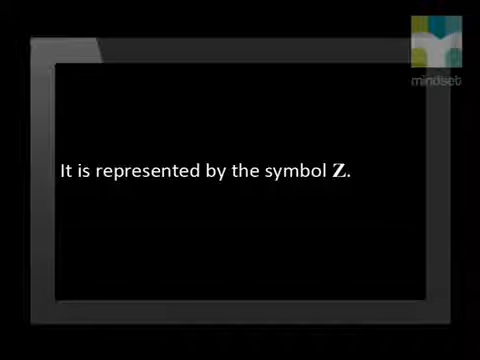 mindset
It is represented by the symbol Z.